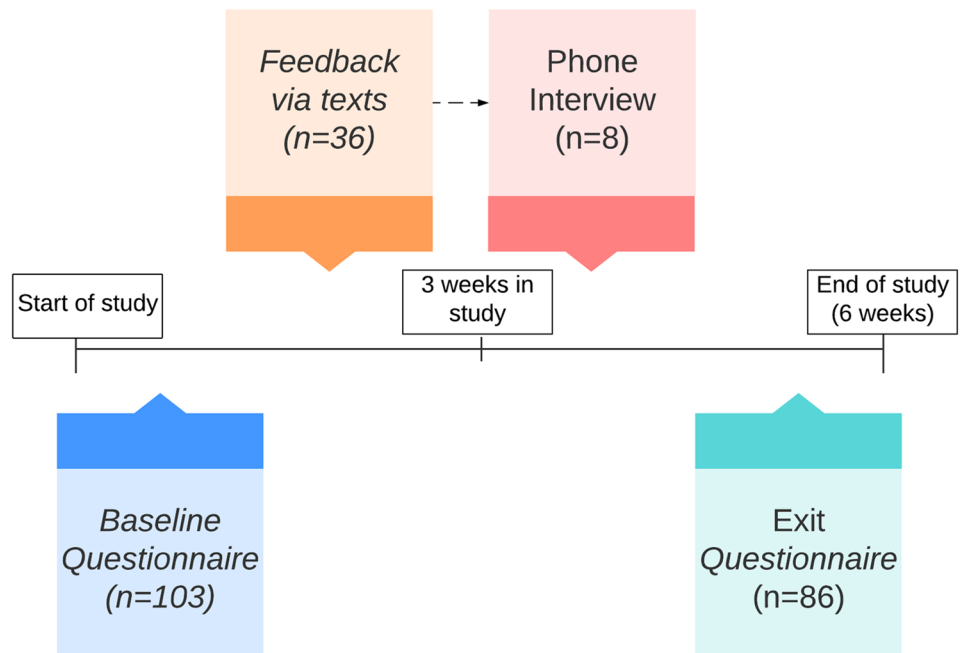 Feedback
via texts
(n=36)
Phone
Interview
(n=8)
Start of study
3 weeks in
study
End of study
(6 weeks)
Baseline
Questionnaire
(n=103)
Exit
Questionnaire
(n=86)